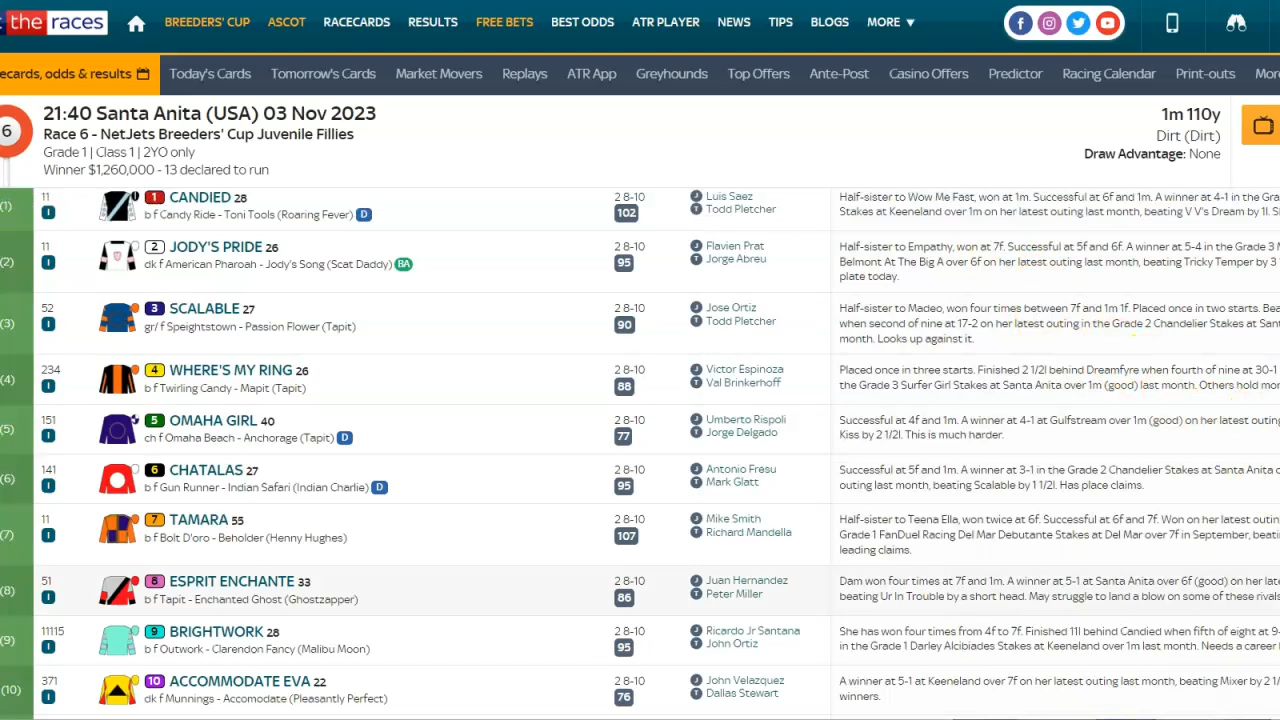 the races
BREEDERS' CUP ASCOT RACECARDS RESULTS FREE BETS BEST ODDS ATR PLAYER NEWS TIPS BLOGS MORE ▼
ecards, odds & results Today's Cards Tomorrow's Cards Market Movers Replays ATR App Greyhounds Top Offers Ante-Post Casino Offers Predictor Racing Calendar Print-outs Mor
6
21:40 Santa Anita (USA) 03 Nov 2023 1m 110y
Race 6 - NetJets Breeders' Cup Juvenile Fillies Dirt (Dirt)
Grade 1 | Class 1 | 2YO only Draw Advantage: None
Winner $1,260,000 - 13 declared to run
(1) 11 1 CANDIED 28 2 8-10 J Luis Saez Half-sister to Wow Me Fast, won at 1m. Successful at 6f and 1m. A winner at 4-1 in the Gra
I b f Candy Ride - Toni Tools (Roaring Fever) D 102 T Todd Pletcher Stakes at Keeneland over 1m on her latest outing last month, beating V V's Dream by 1l. S
(2) 11 2 JODY'S PRIDE 26 2 8-10 J Flavien Prat Half-sister to Empathy, won at 7f. Successful at 5f and 6f. A winner at 5-4 in the Grade 3 M
I dk f American Pharoah - Jody's Song (Scat Daddy) BA 95 T Jorge Abreu Belmont At The Big A over 6f on her latest outing last month, beating Tricky Temper by 3
plate today.
(3) 52 3 SCALABLE 27 2 8-10 J Jose Ortiz Half-sister to Madeo, won four times between 7f and 1m 1f. Placed once in two starts. Bea
I gr/ f Speightstown - Passion Flower (Tapit) 90 T Todd Pletcher when second of nine at 17-2 on her latest outing in the Grade 2 Chandelier Stakes at Sant
month. Looks up against it.
(4) 234 4 WHERE'S MY RING 26 2 8-10 J Victor Espinoza Placed once in three starts. Finished 2 1/2l behind Dreamfyre when fourth of nine at 30-1
I b f Twirling Candy - Mapit (Tapit) 88 T Val Brinkerhoff the Grade 3 Surfer Girl Stakes at Santa Anita over 1m (good) last month. Others hold mor
(5) 151 5 OMAHA GIRL 40 2 8-10 J Umberto Rispoli Successful at 4f and 1m. A winner at 4-1 at Gulfstream over 1m (good) on her latest outin
I ch f Omaha Beach - Anchorage (Tapit) D 77 T Jorge Delgado Kiss by 2 1/2l. This is much harder.
(6) 141 6 CHATALAS 27 2 8-10 J Antonio Fresu Successful at 5f and 1m. A winner at 3-1 in the Grade 2 Chandelier Stakes at Santa Anita o
I b f Gun Runner - Indian Safari (Indian Charlie) D 95 T Mark Glatt outing last month, beating Scalable by 1 1/2l. Has place claims.
(7) 11 7 TAMARA 55 2 8-10 J Mike Smith Half-sister to Teena Ella, won twice at 6f. Successful at 6f and 7f. Won on her latest outin
I b f Bolt D'oro - Beholder (Henny Hughes) 107 T Richard Mandella Grade 1 FanDuel Racing Del Mar Debutante Stakes at Del Mar over 7f in September, beati
leading claims.
(8) 51 8 ESPRIT ENCHANTE 33 2 8-10 J Juan Hernandez Dam won four times at 7f and 1m. A winner at 5-1 at Santa Anita over 6f (good) on her lat
I b f Tapit - Enchanted Ghost (Ghostzapper) 86 T Peter Miller beating Ur In Trouble by a short head. May struggle to land a blow on some of these rivals
(9) 11115 9 BRIGHTWORK 28 2 8-10 J Ricardo Jr Santana She has won four times from 4f to 7f. Finished 11l behind Candied when fifth of eight at 9-
I b f Outwork - Clarendon Fancy (Malibu Moon) 95 T John Ortiz in the Grade 1 Darley Alcibiades Stakes at Keeneland over 1m last month. Needs a career l
(10) 371 10 ACCOMMODATE EVA 22 2 8-10 J John Velazquez A winner at 5-1 at Keeneland over 7f on her latest outing last month, beating Mixer by 2 1/
I dk f Munnings - Accomodate (Pleasantly Perfect) 76 T Dallas Stewart winners.